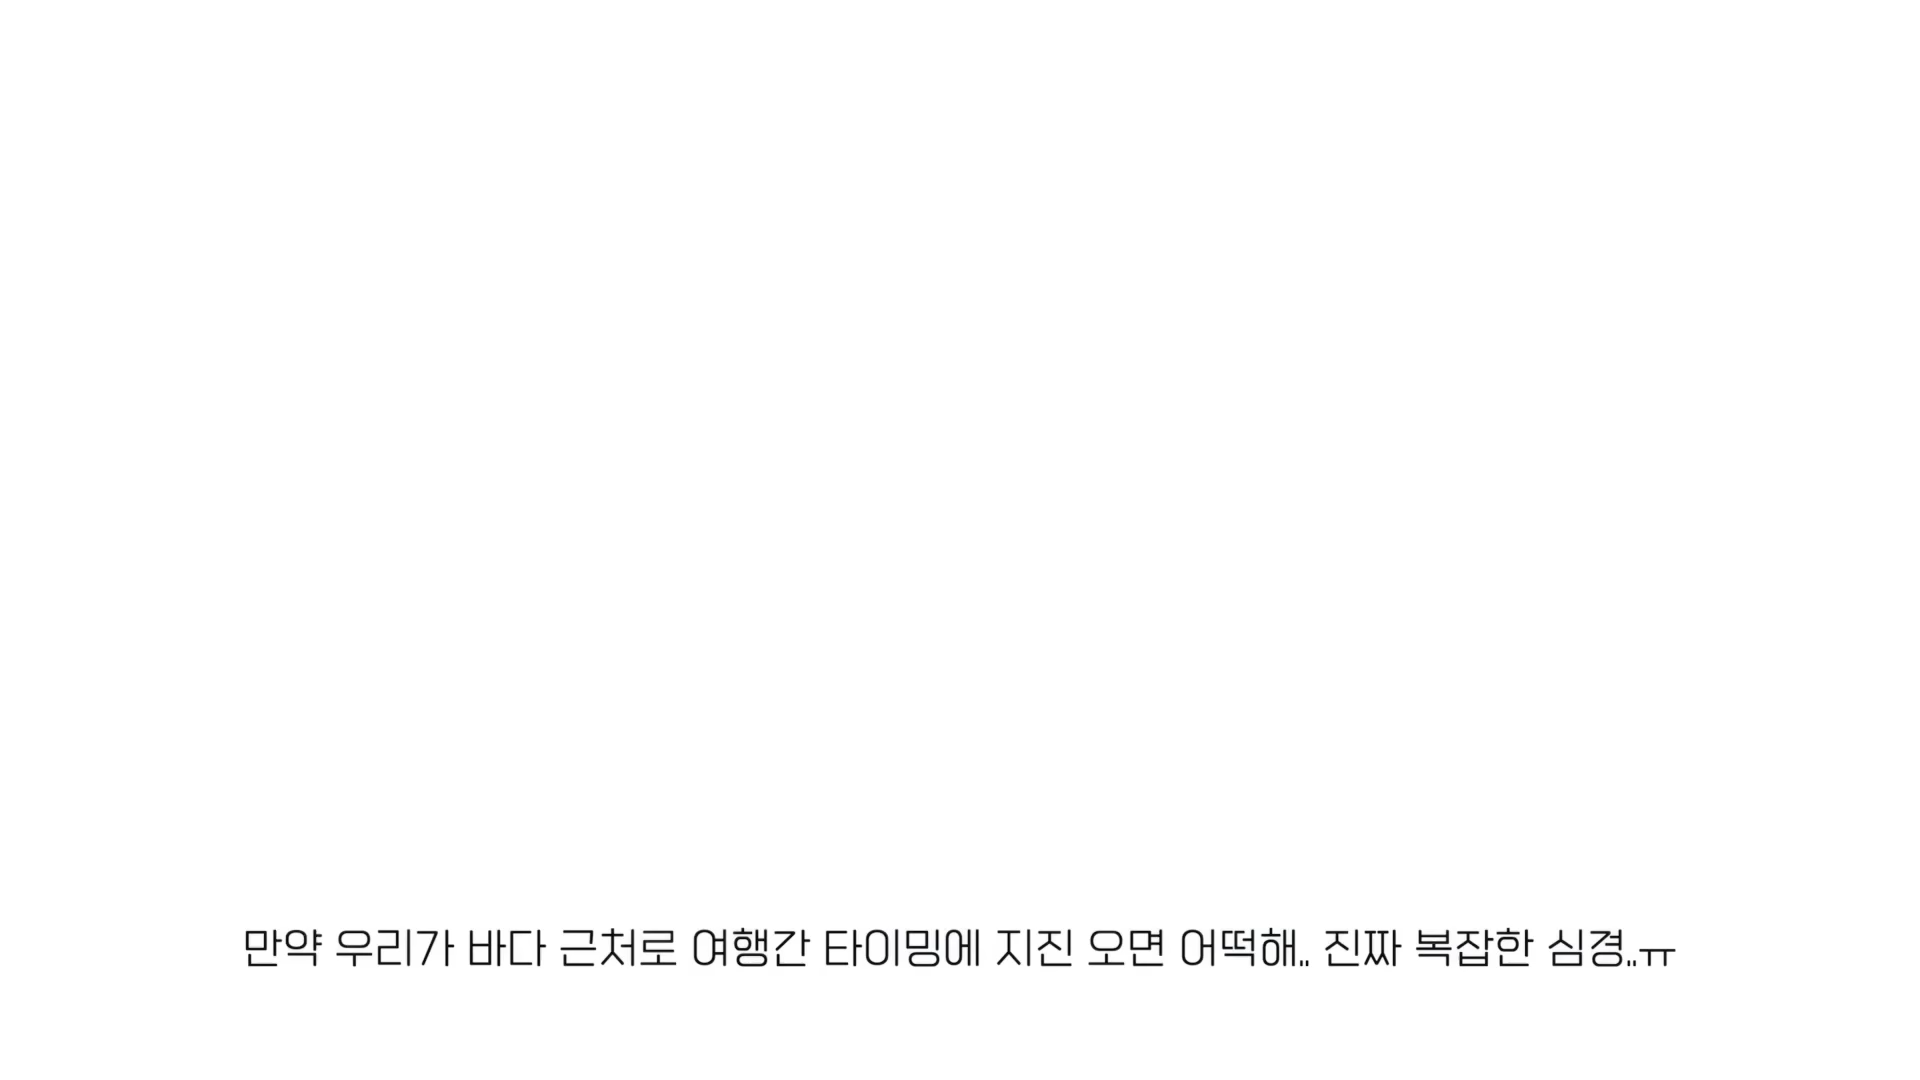 만약 우리가 바다 근처로 여행간 타이밍에 지진 오면 어떡해.. 진짜 복잡한 심경..ㅠ